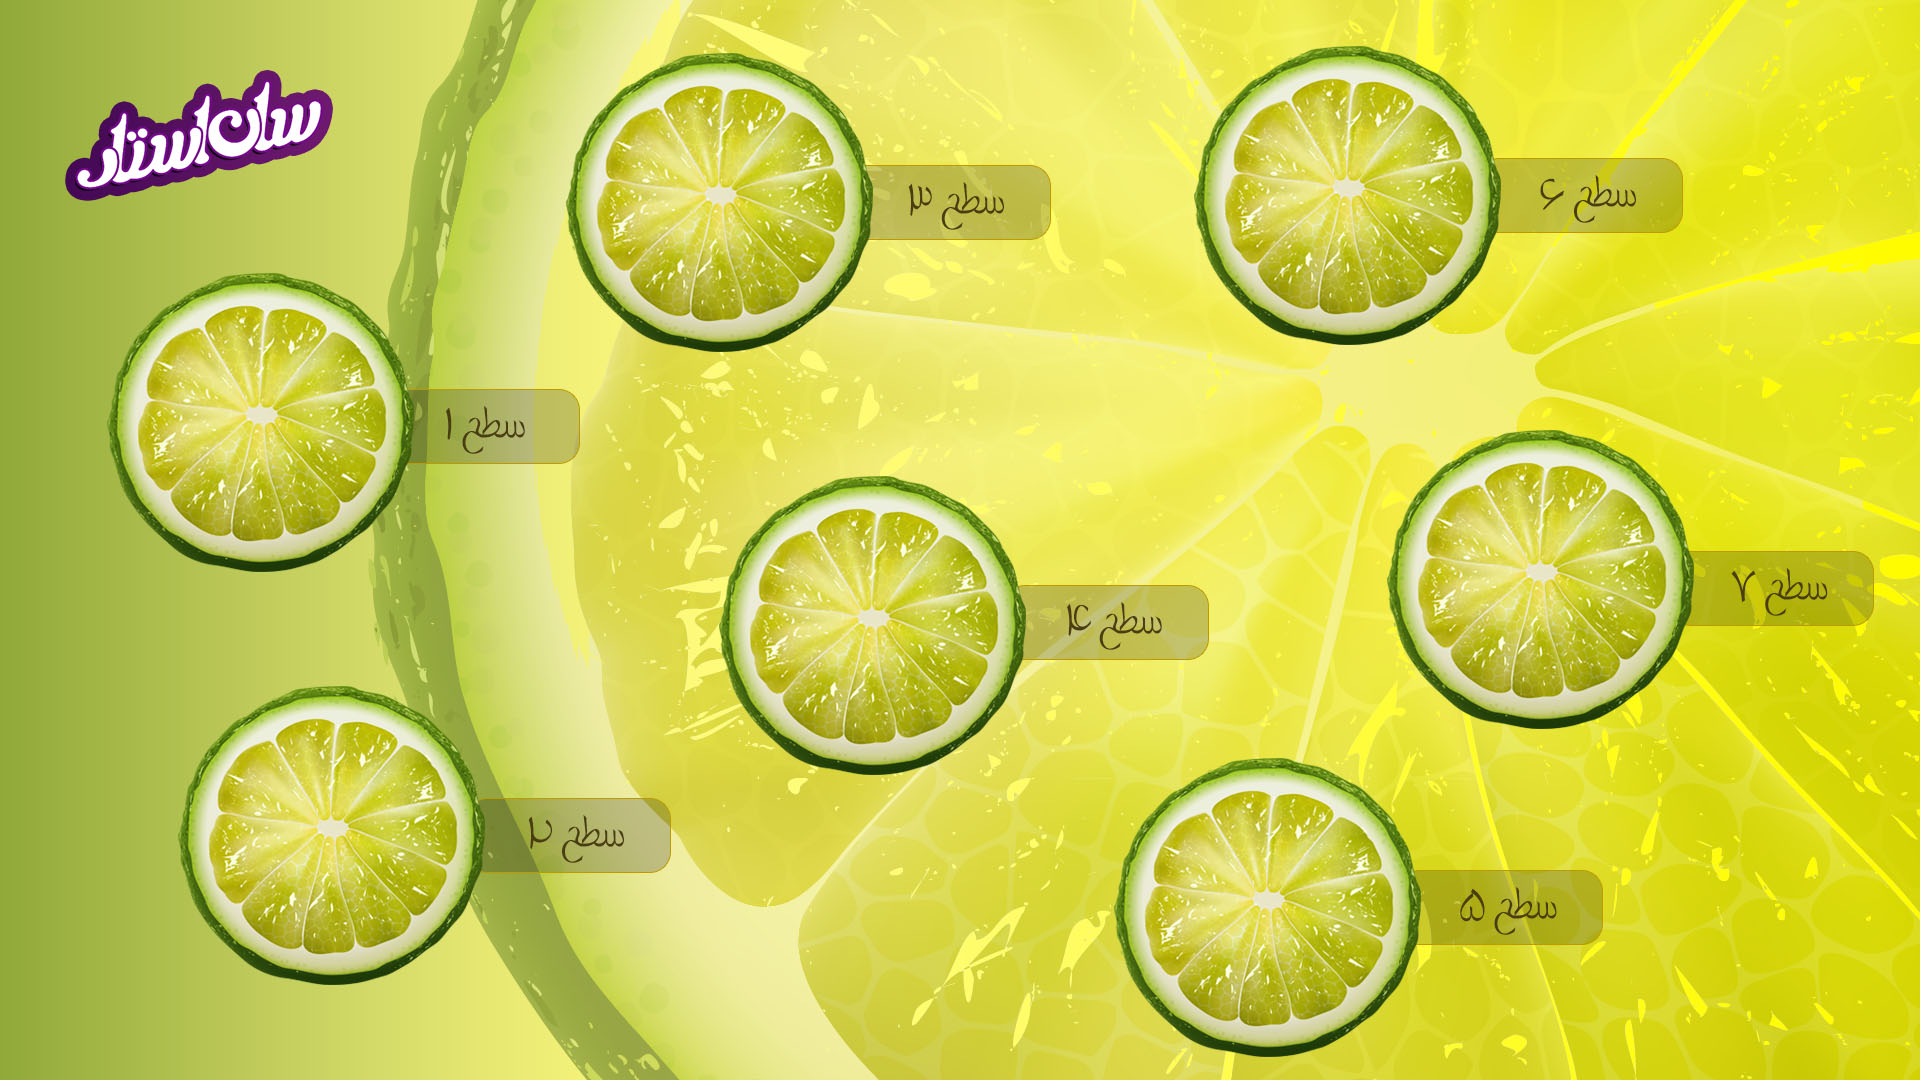 سان استار
سطح ۱
سطح ۲
سطح ۳
سطح ۴
سطح ۵
سطح ۶
سطح ۷